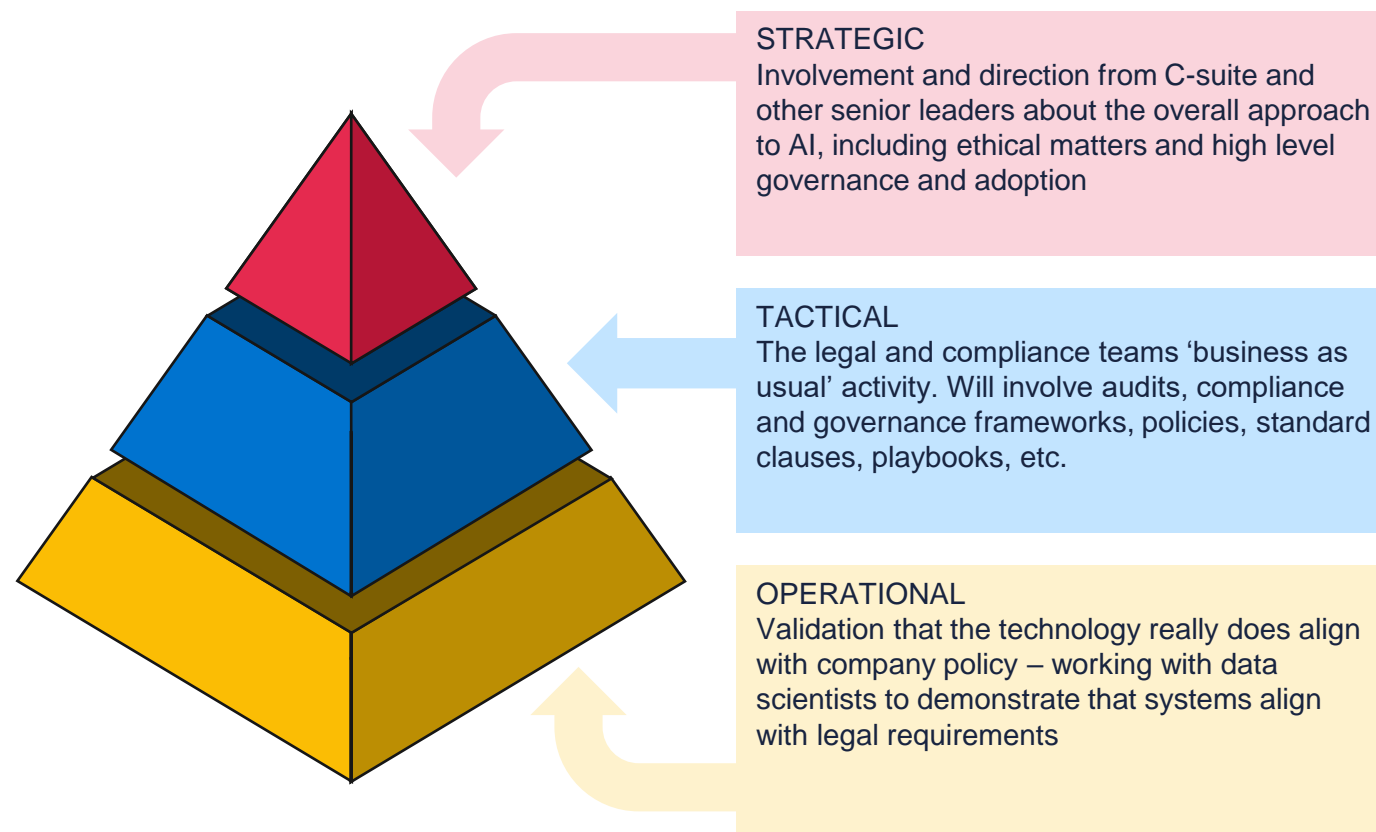 STRATEGIC
Involvement and direction from C-suite and
other senior leaders about the overall approach
to AI, including ethical matters and high level
governance and adoption
TACTICAL
The legal and compliance teams ‘business as
usual’ activity. Will involve audits, compliance
and governance frameworks, policies, standard
clauses, playbooks, etc.
OPERATIONAL
Validation that the technology really does align
with company policy – working with data
scientists to demonstrate that systems align
with legal requirements